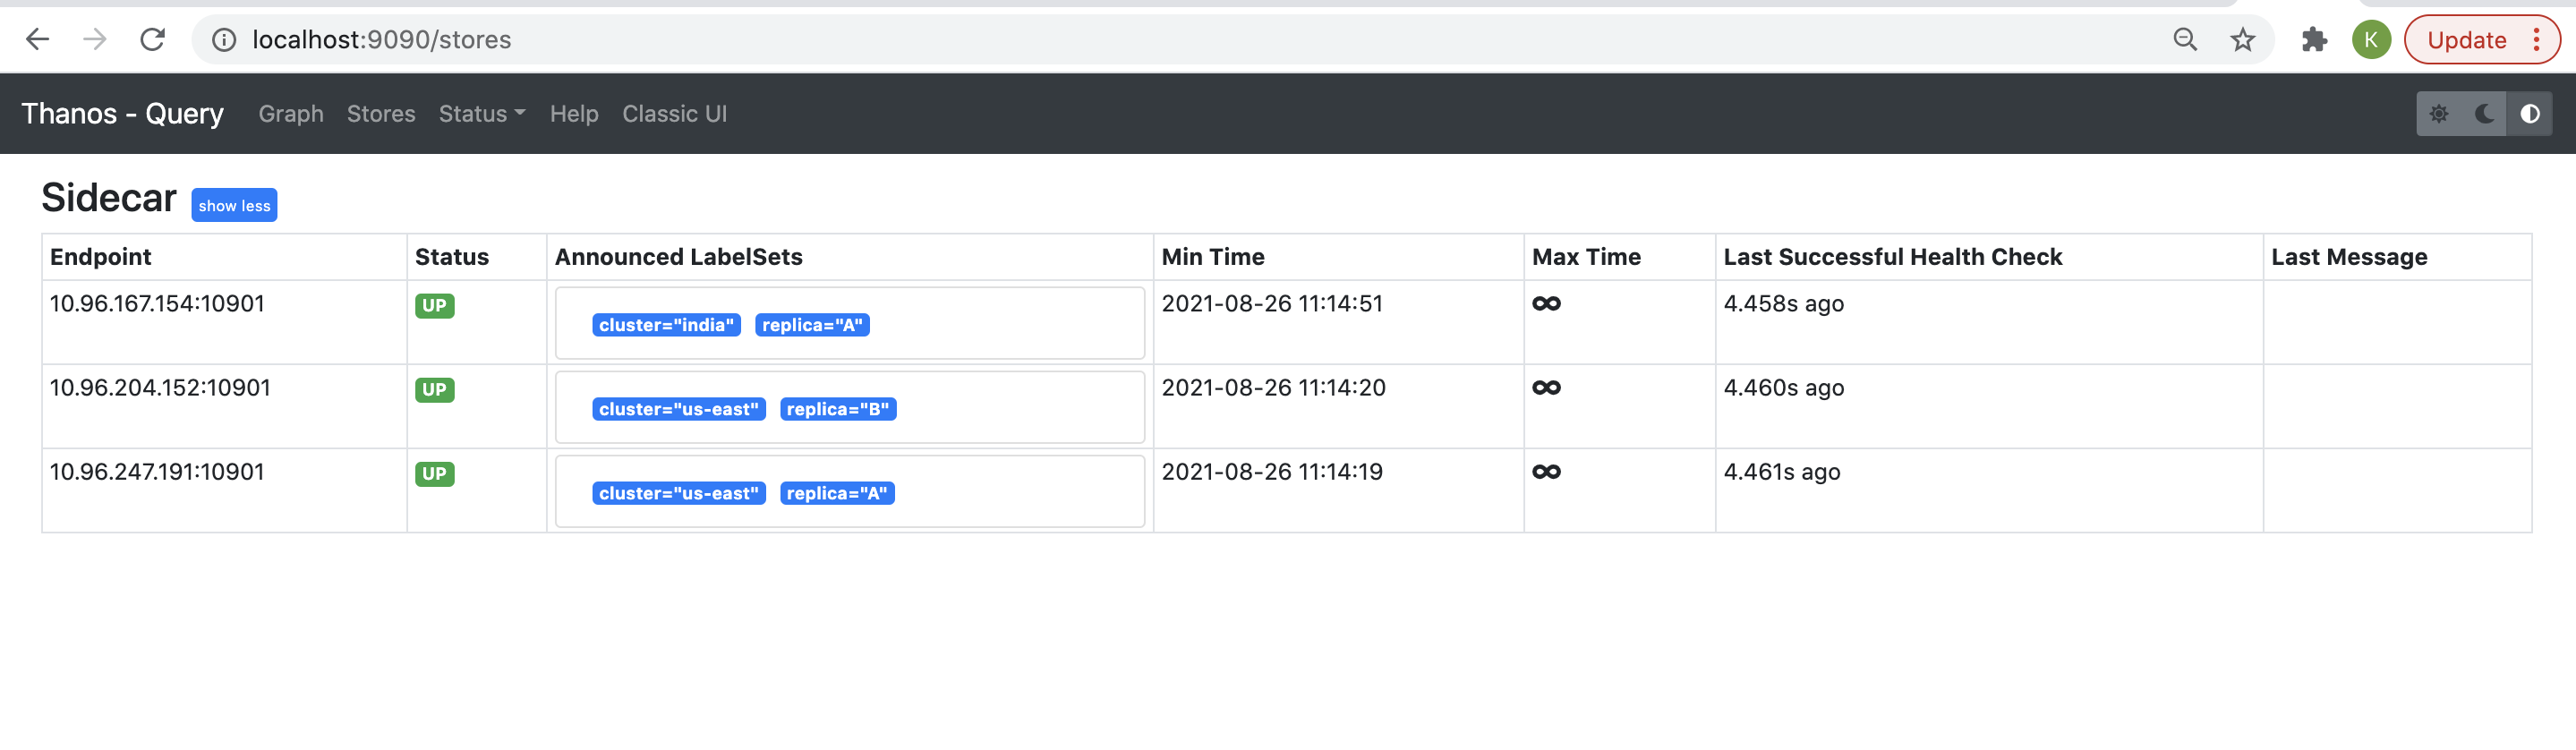 localhost:9090/stores
K
Update
Thanos - Query Graph Stores Status Help Classic UI
Sidecar show less
Endpoint Status Announced LabelSets Min Time Max Time Last Successful Health Check Last Message
10.96.167.154:10901 UP cluster="india" replica="A" 2021-08-26 11:14:51 ∞ 4.458s ago
10.96.204.152:10901 UP cluster="us-east" replica="B" 2021-08-26 11:14:20 ∞ 4.460s ago
10.96.247.191:10901 UP cluster="us-east" replica="A" 2021-08-26 11:14:19 ∞ 4.461s ago